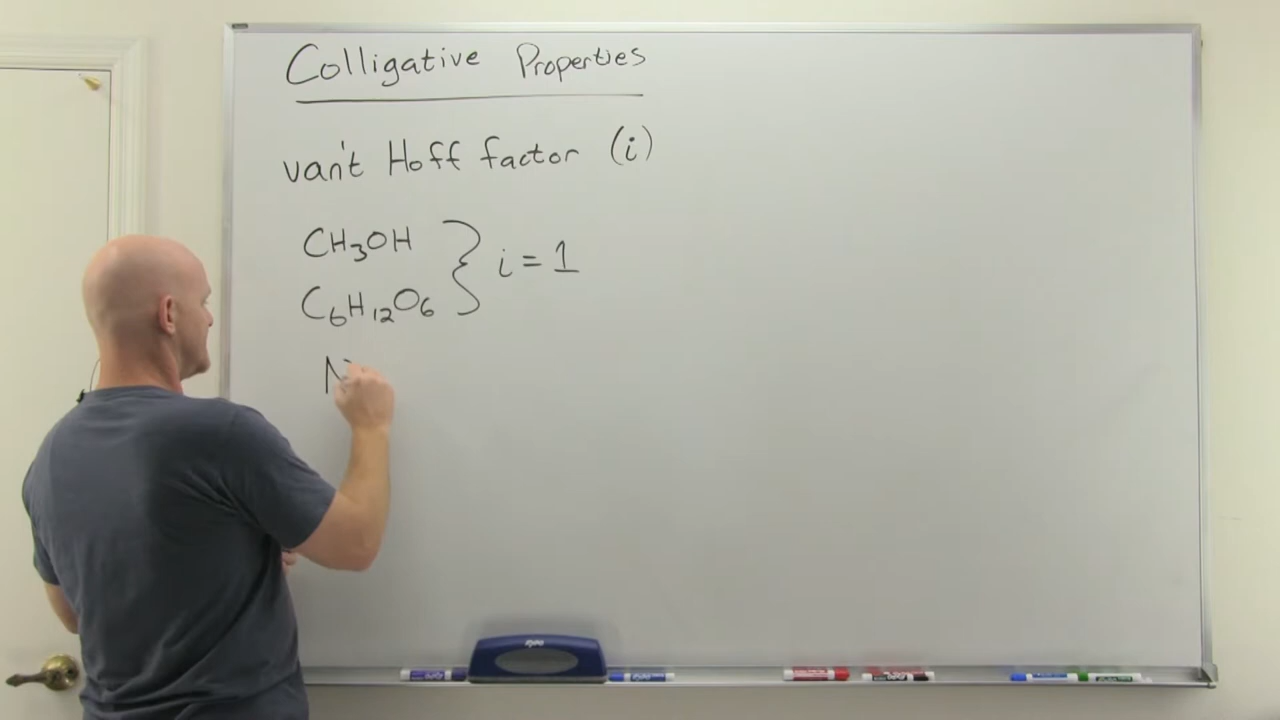 Colligative Properties
van't Hoff factor (i)
CH₃OH
C₆H₁₂O₆
} i = 1
N